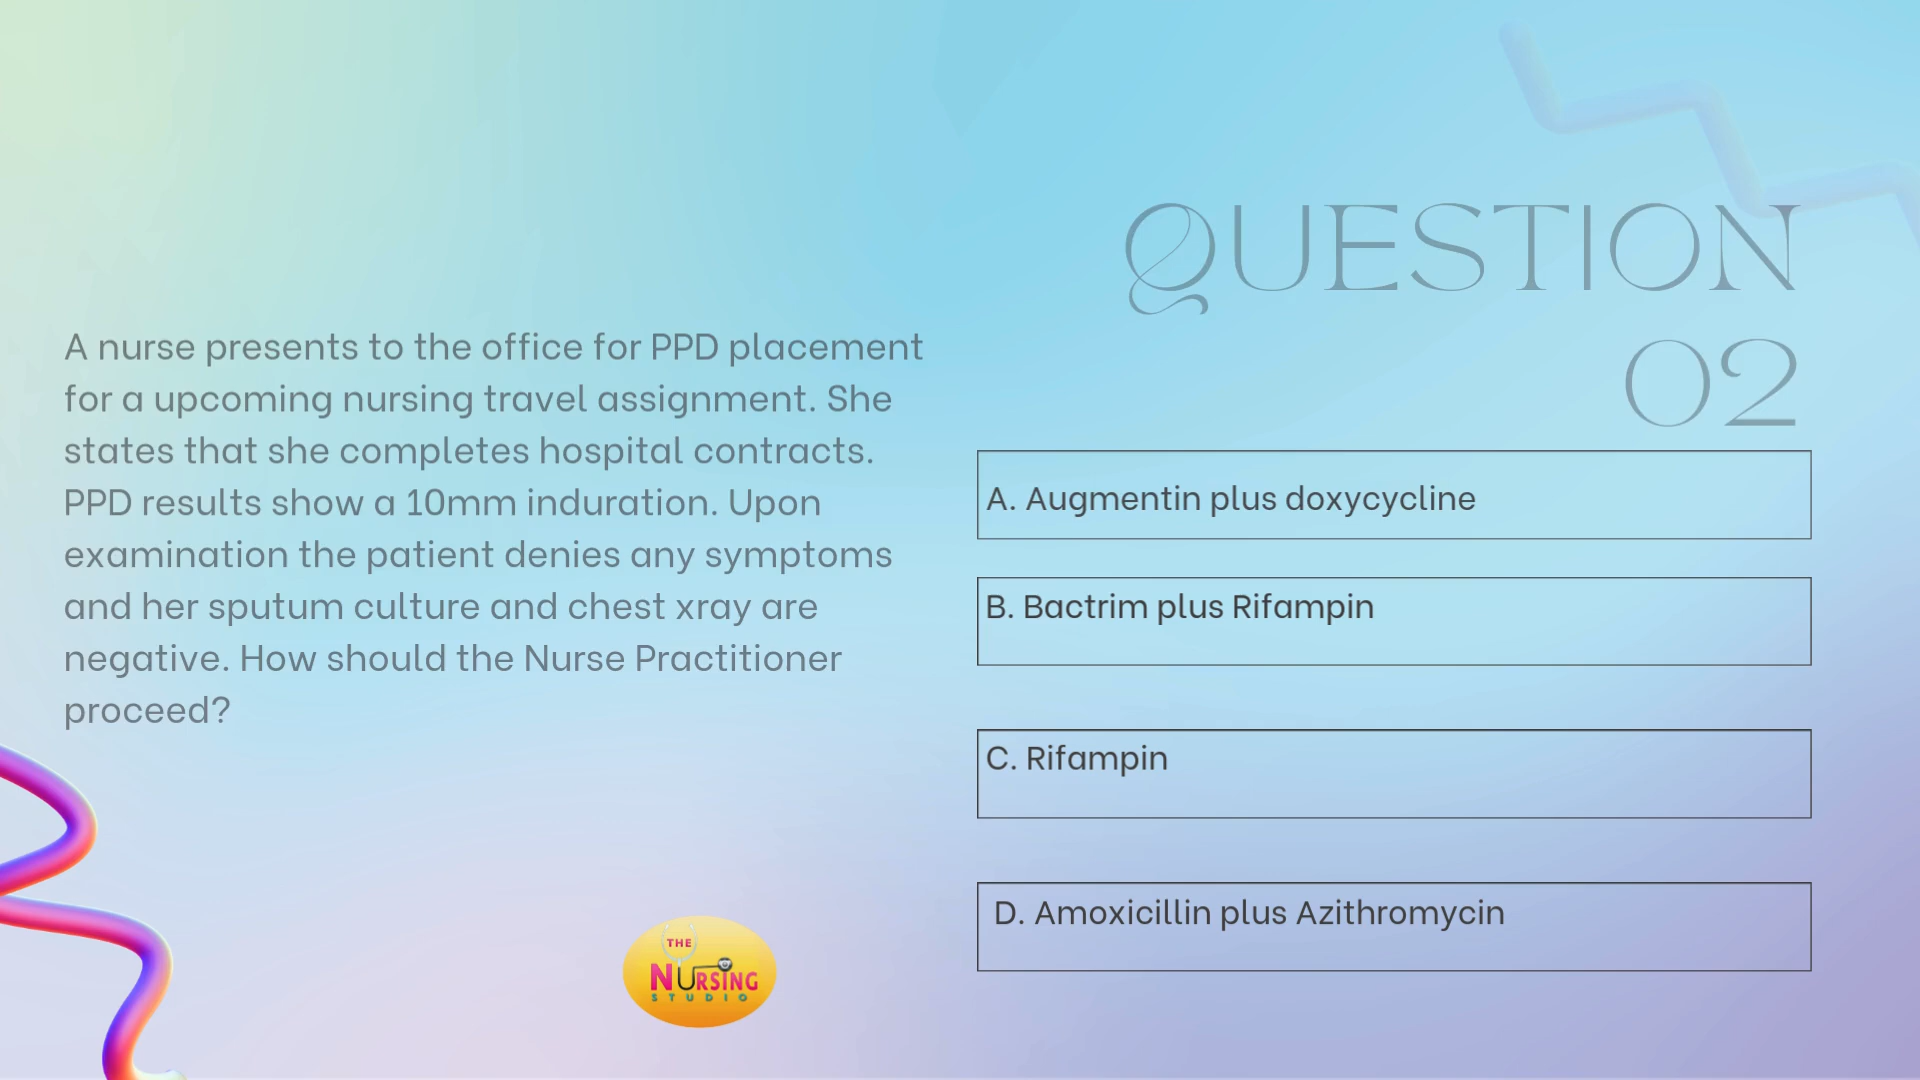 QUESTION
02
A nurse presents to the office for PPD placement
for a upcoming nursing travel assignment. She
states that she completes hospital contracts.
PPD results show a 10mm induration. Upon
examination the patient denies any symptoms
and her sputum culture and chest xray are
negative. How should the Nurse Practitioner
proceed?
A. Augmentin plus doxycycline
B. Bactrim plus Rifampin
C. Rifampin
D. Amoxicillin plus Azithromycin
THE
NURSING
STUDIO